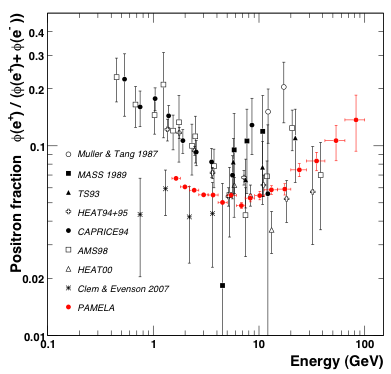 Positron fraction φ(e⁺) / (φ(e⁺)+ φ(e⁻))
0.4
0.3
0.2
0.1
0.02
0.01
Muller & Tang 1987
MASS 1989
TS93
HEAT94+95
CAPRICE94
AMS98
HEAT00
Clem & Evenson 2007
PAMELA
0.1 1 10 100
Energy (GeV)